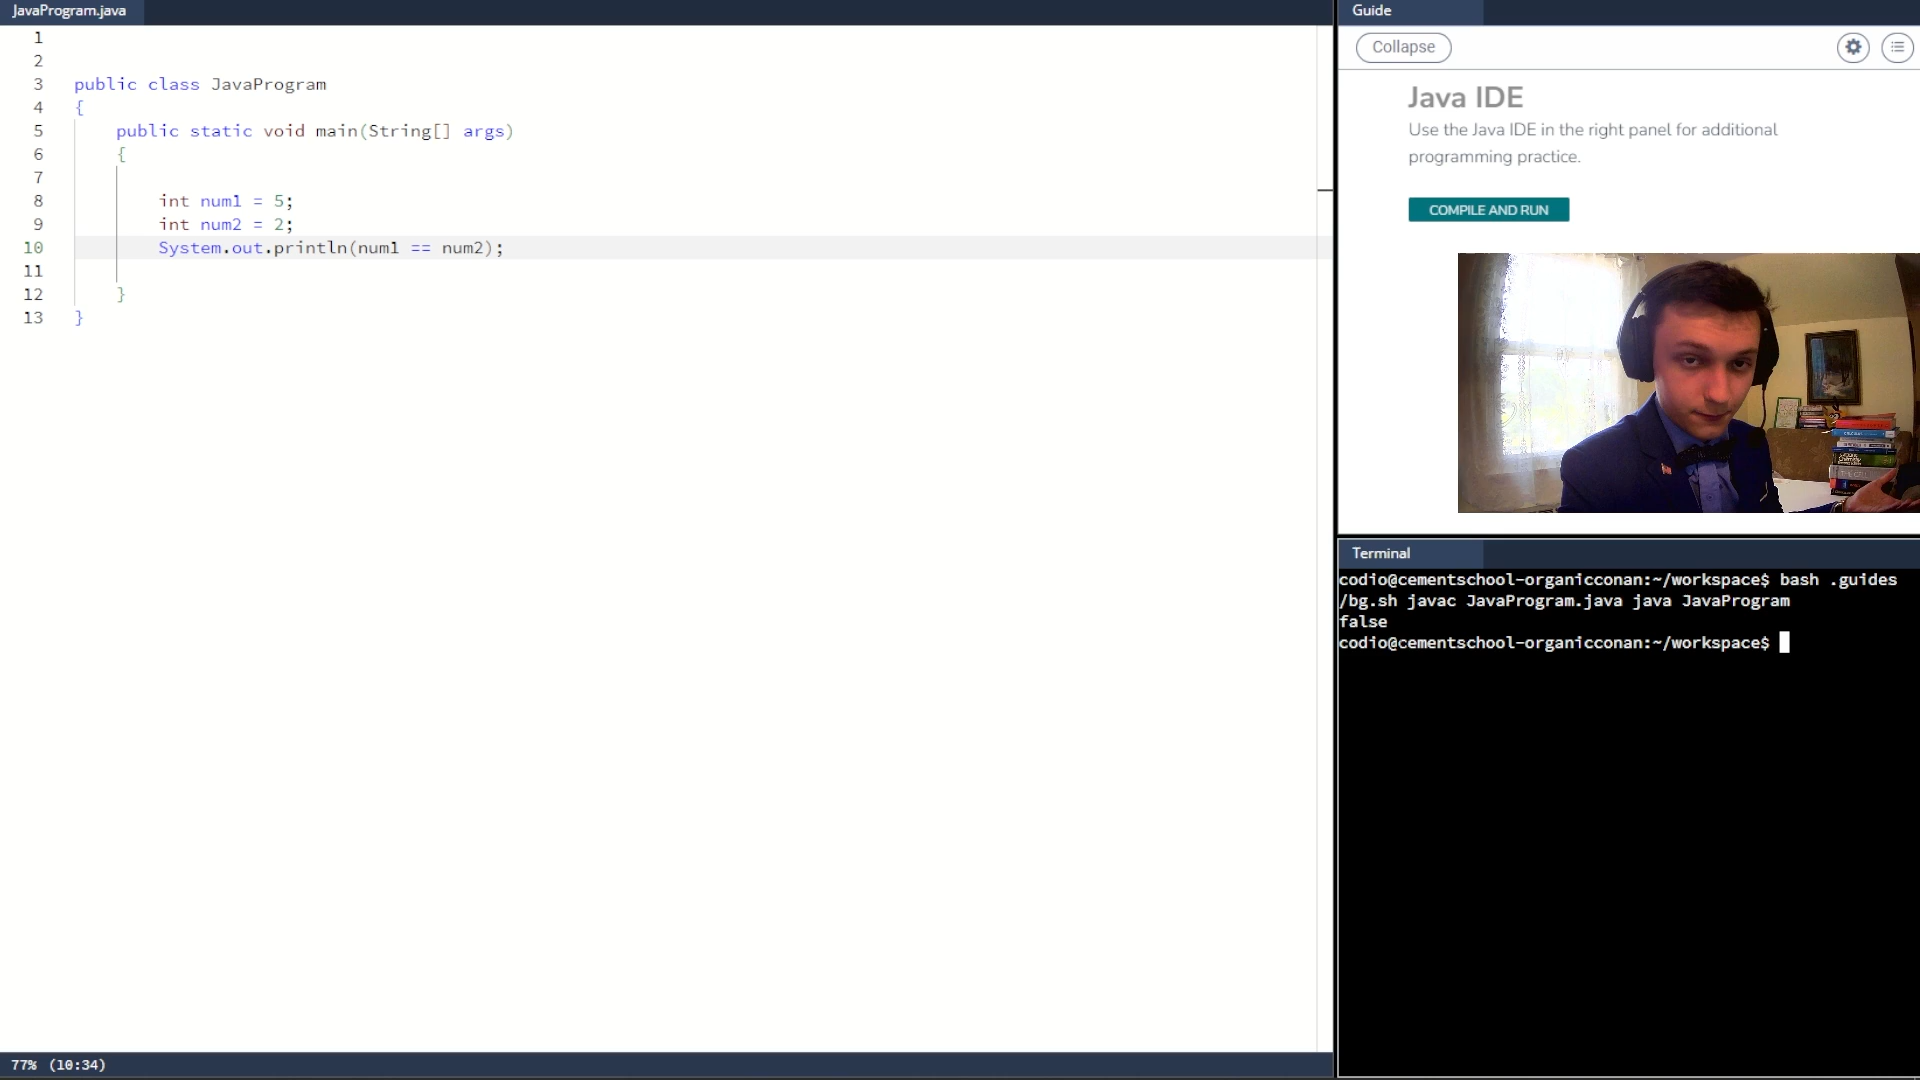 JavaProgram.java
1
2
3 public class JavaProgram
4 {
5 public static void main(String[] args)
6 {
7
8 int num1 = 5;
9 int num2 = 2;
10 System.out.println(num1 == num2);
11
12 }
13 }
77% (10:34)
Guide
Collapse
Java IDE
Use the Java IDE in the right panel for additional
programming practice.
COMPILE AND RUN
Terminal
codio@cementschool-organicconan:~/workspace$ bash .guides
/bg.sh javac JavaProgram.java java JavaProgram
false
codio@cementschool-organicconan:~/workspace$